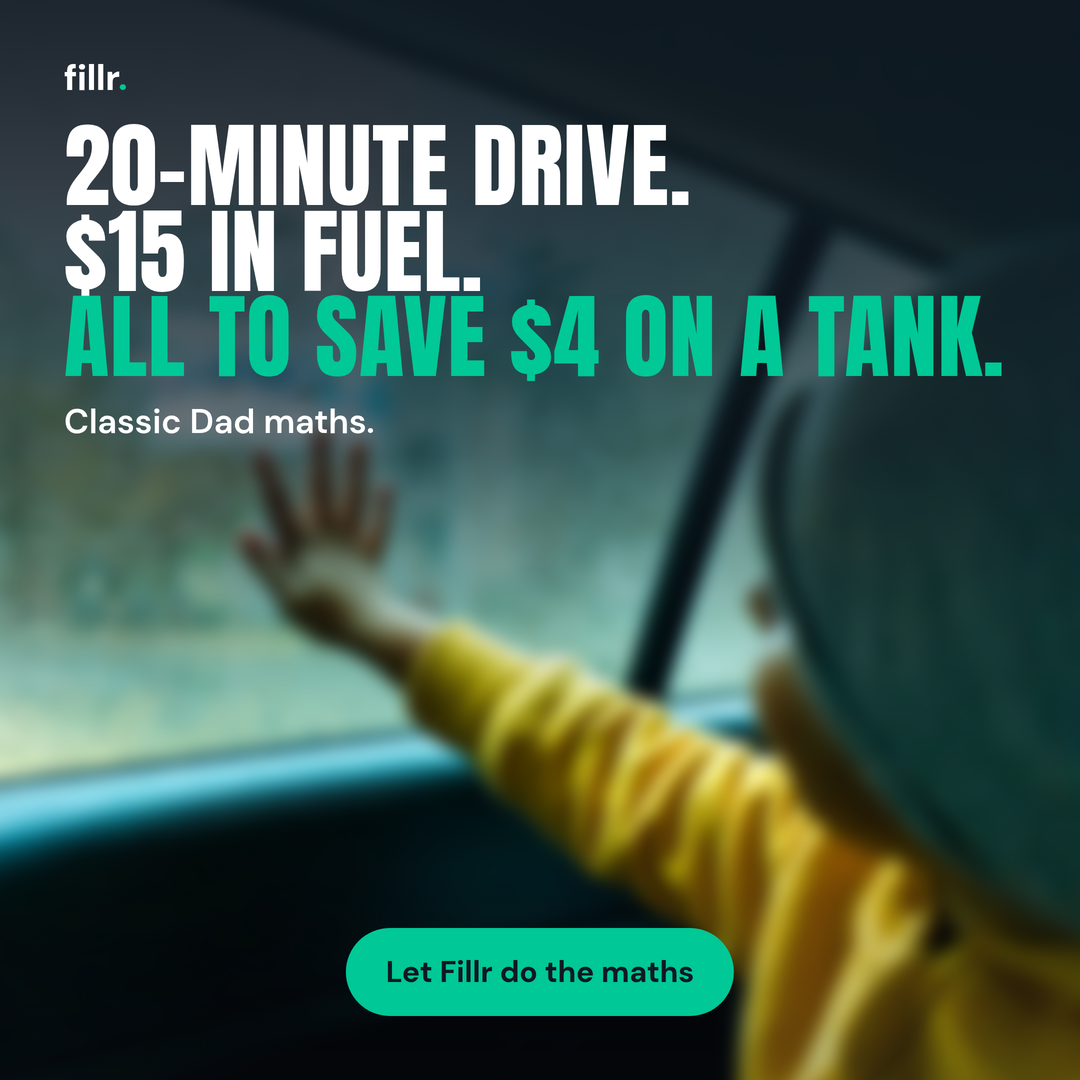 fillr.
20-MINUTE DRIVE.
$15 IN FUEL.
ALL TO SAVE $4 ON A TANK.
Classic Dad maths.
Let Fillr do the maths